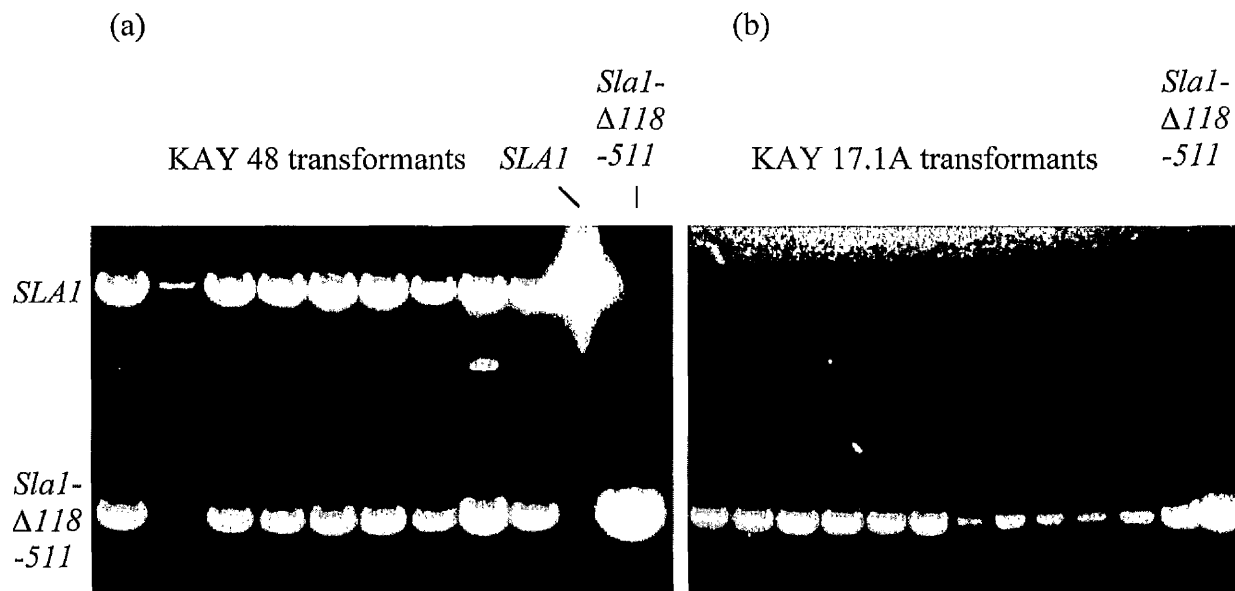 (a)
(b)
Sla1-
Δ118
-511
KAY 48 transformants
SLA1
Sla1-
Δ118
-511
KAY 17.1A transformants
SLA1
Sla1-
Δ118
-511